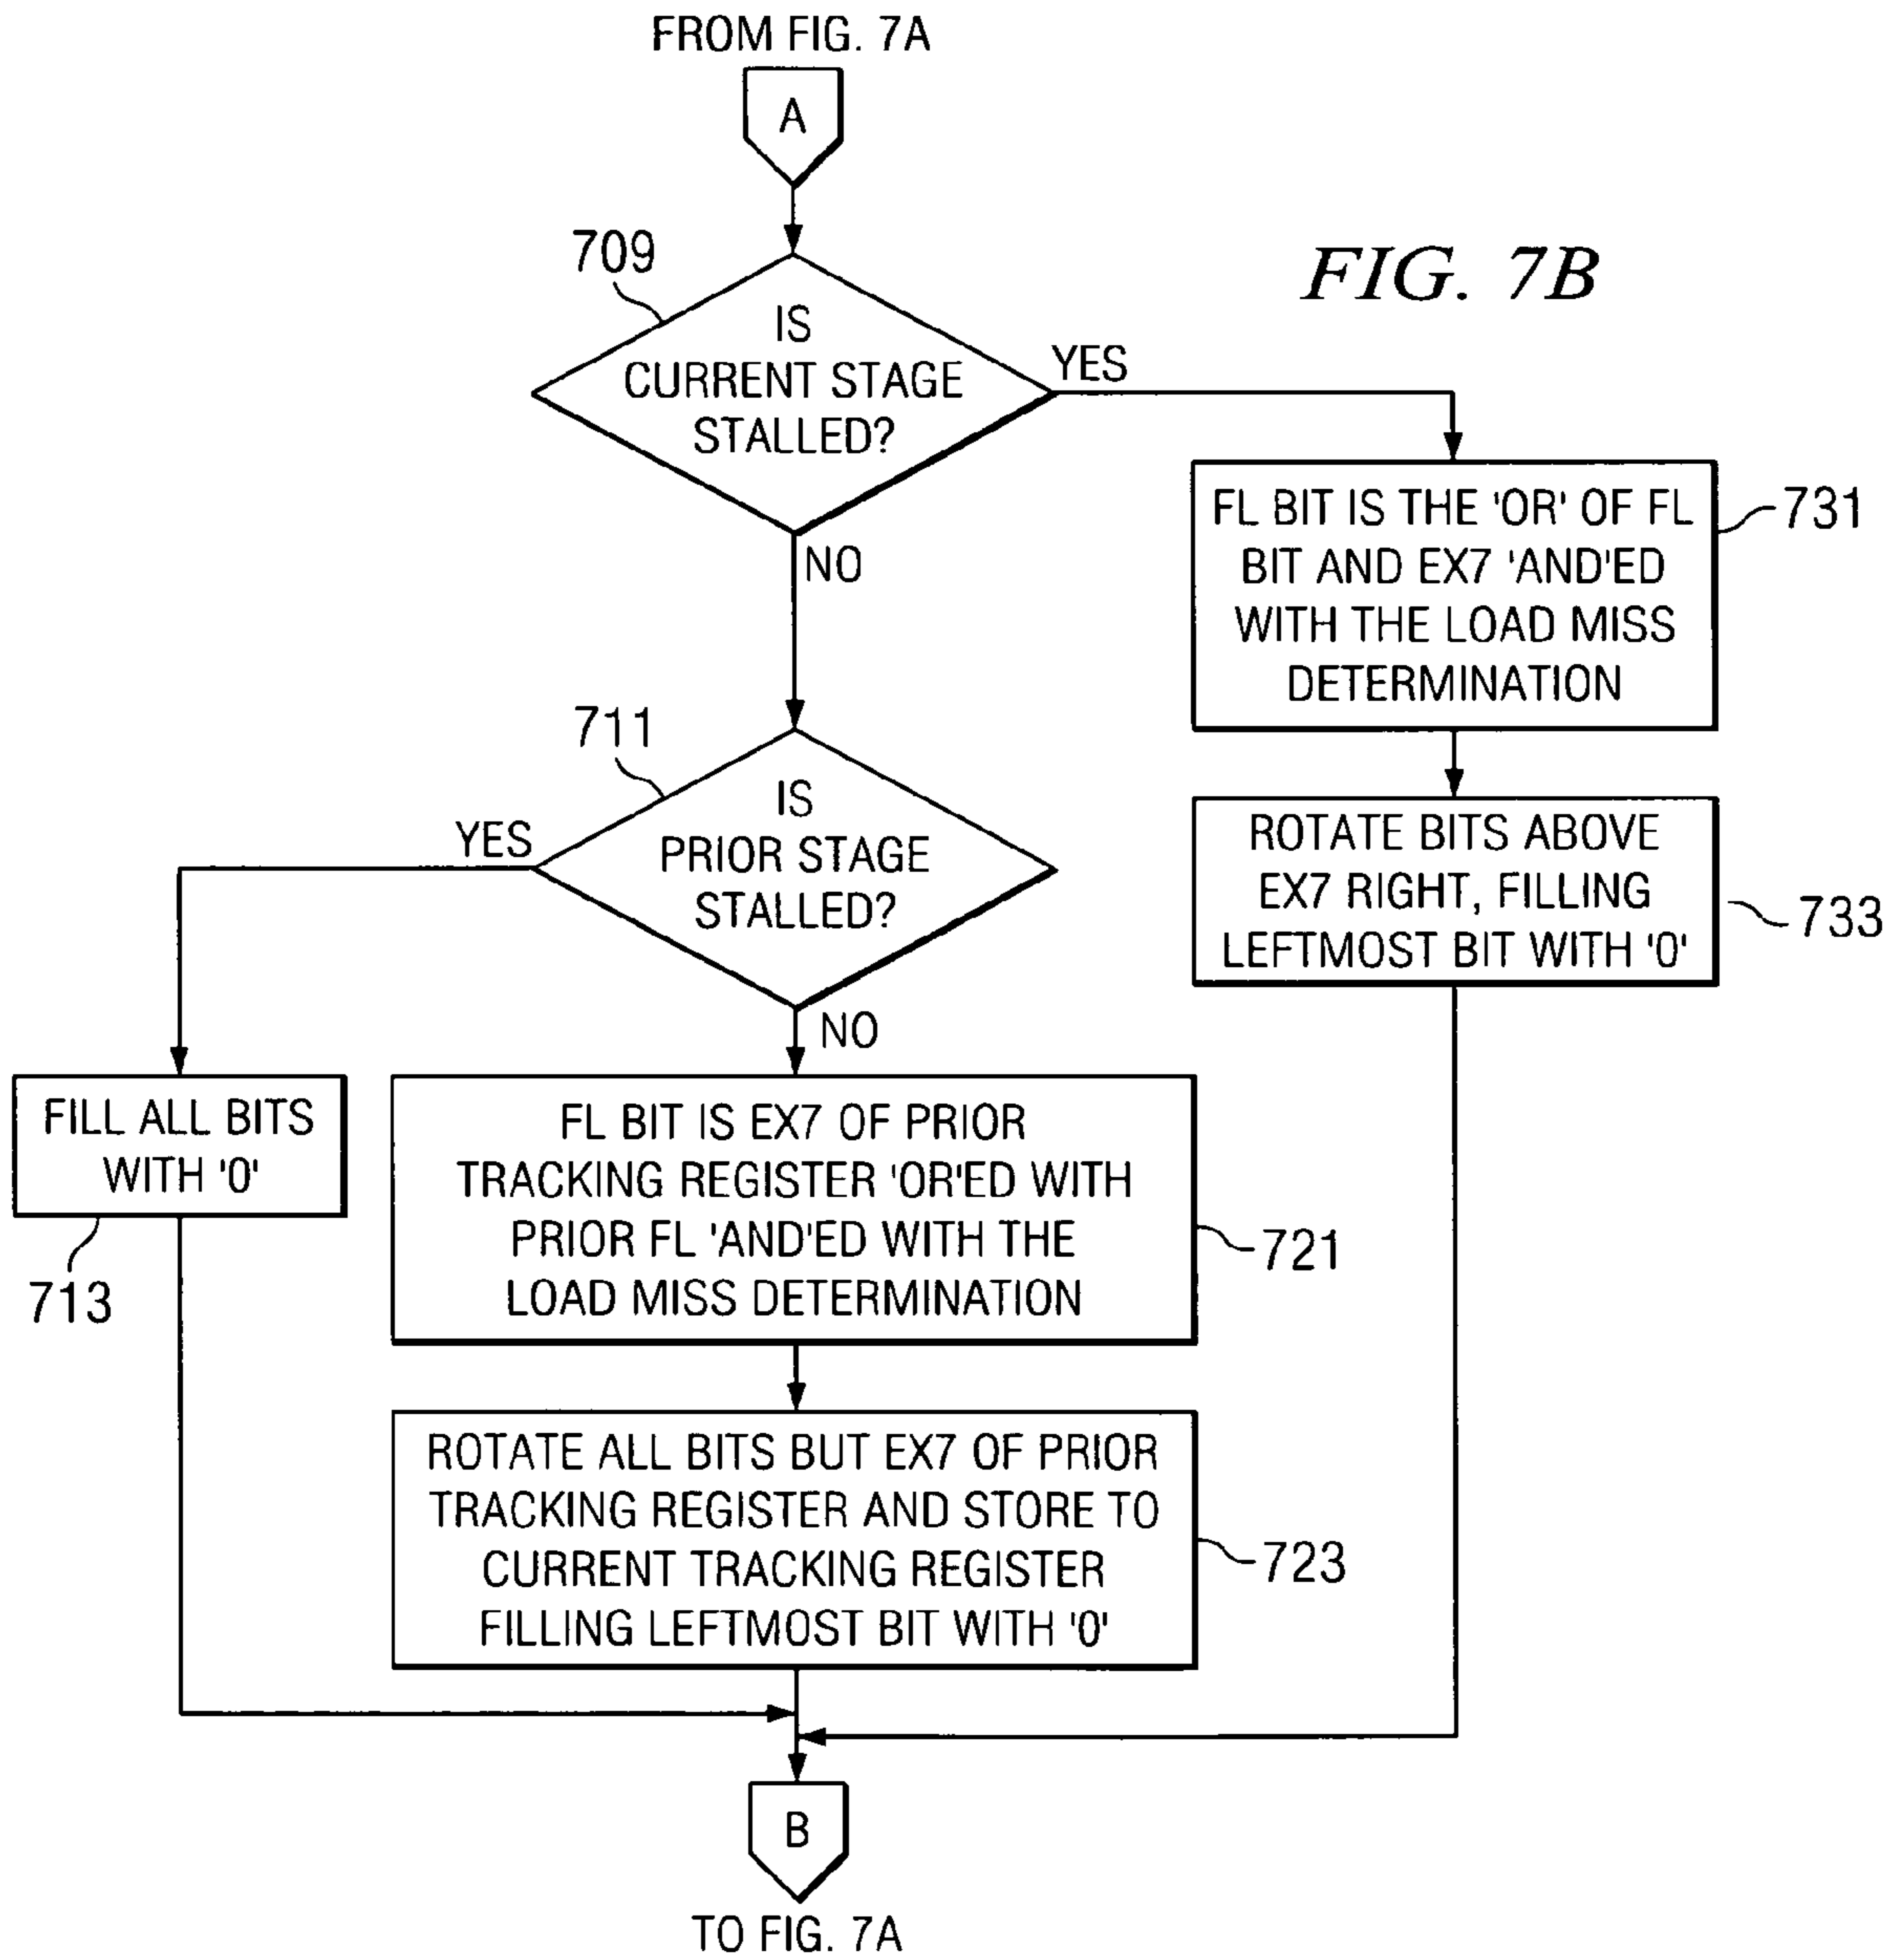 FROM FIG. 7A
A
FIG. 7B
709
IS
CURRENT STAGE
STALLED?
YES
NO
FL BIT IS THE 'OR' OF FL
BIT AND EX7 'AND'ED
WITH THE LOAD MISS
DETERMINATION
731
711
IS
PRIOR STAGE
STALLED?
YES
NO
ROTATE BITS ABOVE
EX7 RIGHT, FILLING
LEFTMOST BIT WITH '0'
733
FILL ALL BITS
WITH '0'
713
FL BIT IS EX7 OF PRIOR
TRACKING REGISTER 'OR'ED WITH
PRIOR FL 'AND'ED WITH THE
LOAD MISS DETERMINATION
721
ROTATE ALL BITS BUT EX7 OF PRIOR
TRACKING REGISTER AND STORE TO
CURRENT TRACKING REGISTER
FILLING LEFTMOST BIT WITH '0'
723
B
TO FIG. 7A